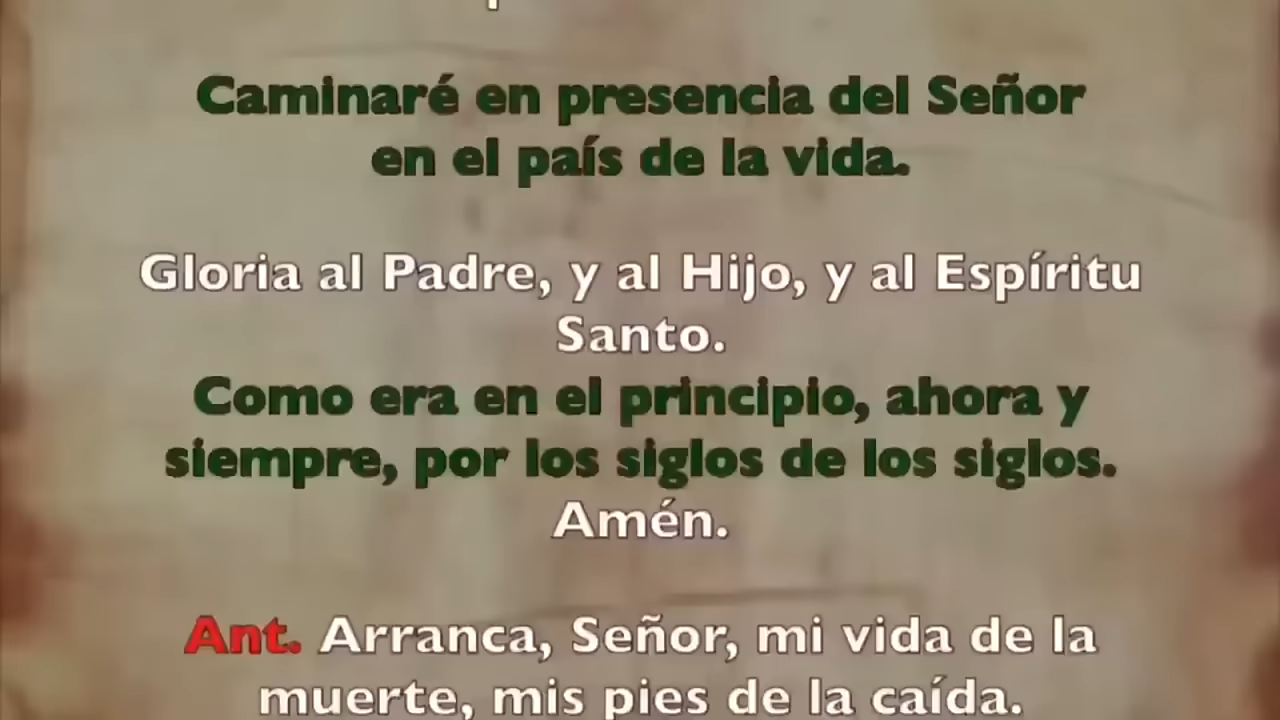 Caminaré en presencia del Señor
en el país de la vida.
Gloria al Padre, y al Hijo, y al Espíritu
Santo.
Como era en el principio, ahora y
siempre, por los siglos de los siglos.
Amén.
Ant. Arranca, Señor, mi vida de la
muerte, mis pies de la caída.